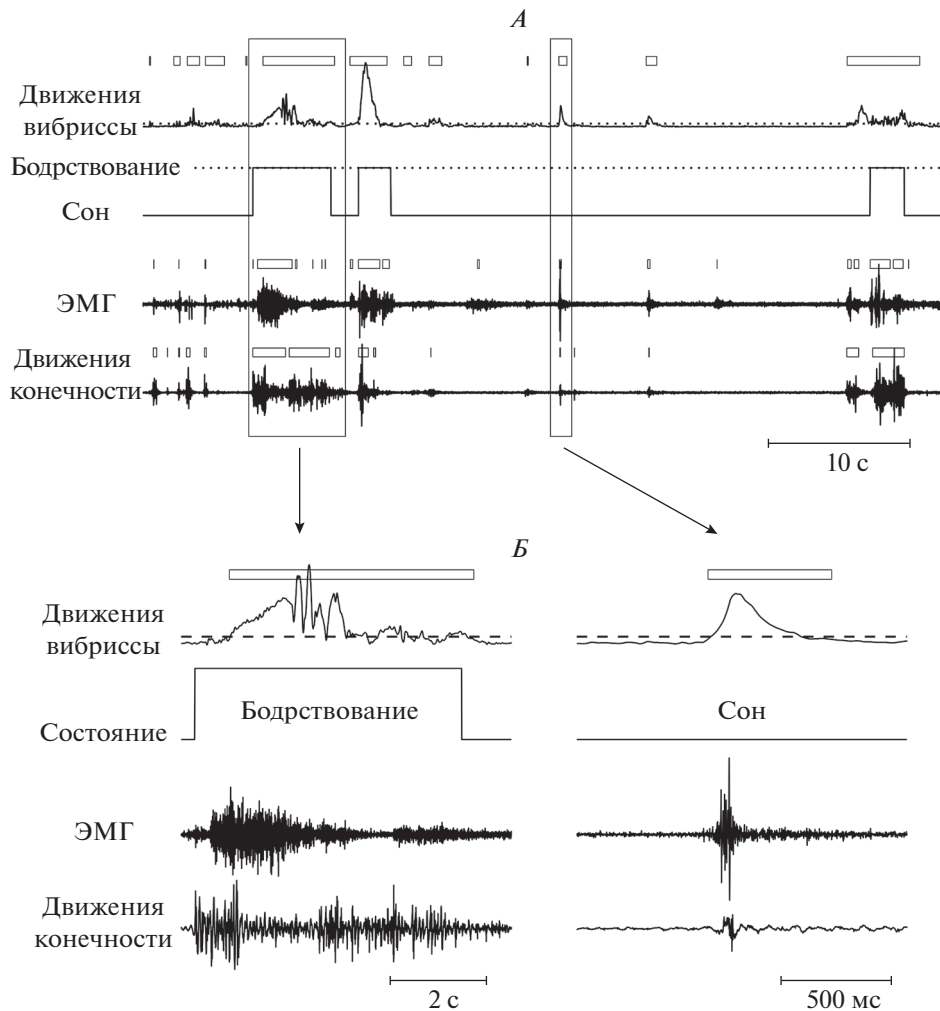 А
Движения
вибриссы
Бодрствование
Сон
ЭМГ
Движения
конечности
10 с
Б
Движения
вибриссы
Состояние
Бодрствование
Сон
ЭМГ
Движения
конечности
2 с
500 мс